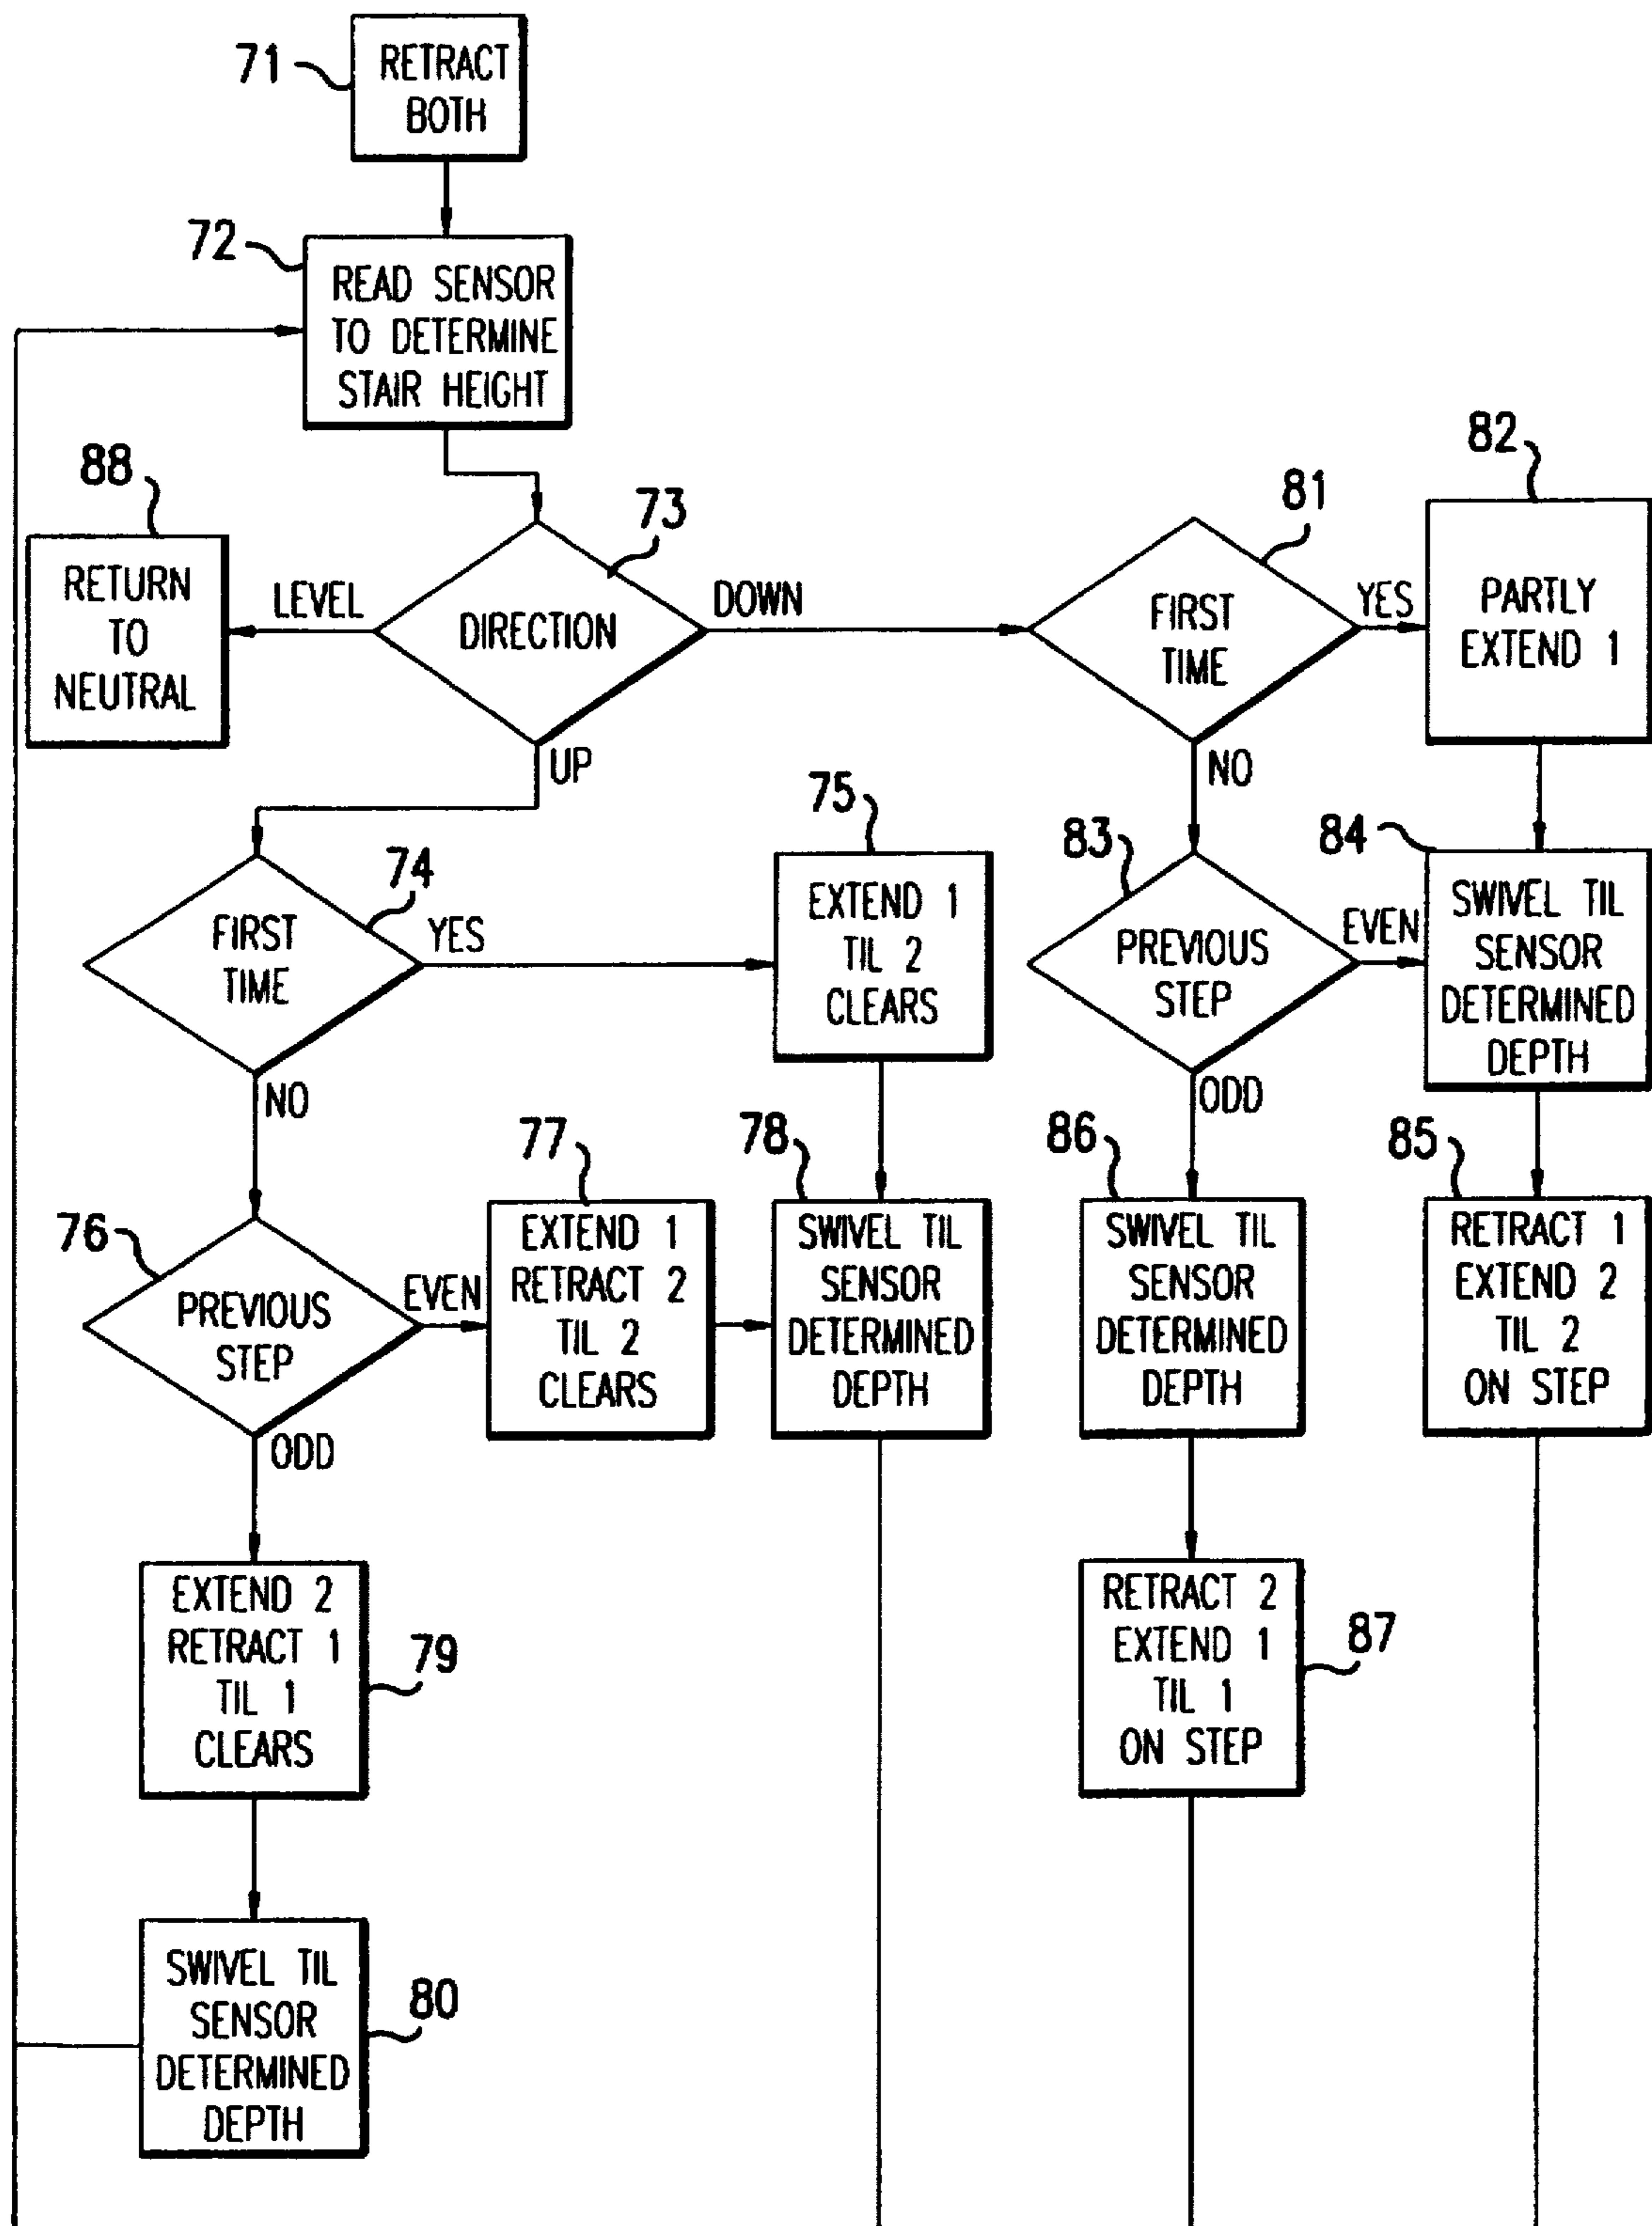 71
RETRACT
BOTH
72
READ SENSOR
TO DETERMINE
STAIR HEIGHT
88
RETURN
TO
NEUTRAL
LEVEL
73
DIRECTION
DOWN
UP
81
FIRST
TIME
YES
NO
82
PARTLY
EXTEND 1
74
FIRST
TIME
YES
NO
75
EXTEND 1
TIL 2
CLEARS
83
PREVIOUS
STEP
EVEN
ODD
84
SWIVEL TIL
SENSOR
DETERMINED
DEPTH
76
PREVIOUS
STEP
EVEN
ODD
77
EXTEND 1
RETRACT 2
TIL 2
CLEARS
78
SWIVEL TIL
SENSOR
DETERMINED
DEPTH
86
SWIVEL TIL
SENSOR
DETERMINED
DEPTH
85
RETRACT 1
EXTEND 2
TIL 2
ON STEP
79
EXTEND 2
RETRACT 1
TIL 1
CLEARS
87
RETRACT 2
EXTEND 1
TIL 1
ON STEP
80
SWIVEL TIL
SENSOR
DETERMINED
DEPTH